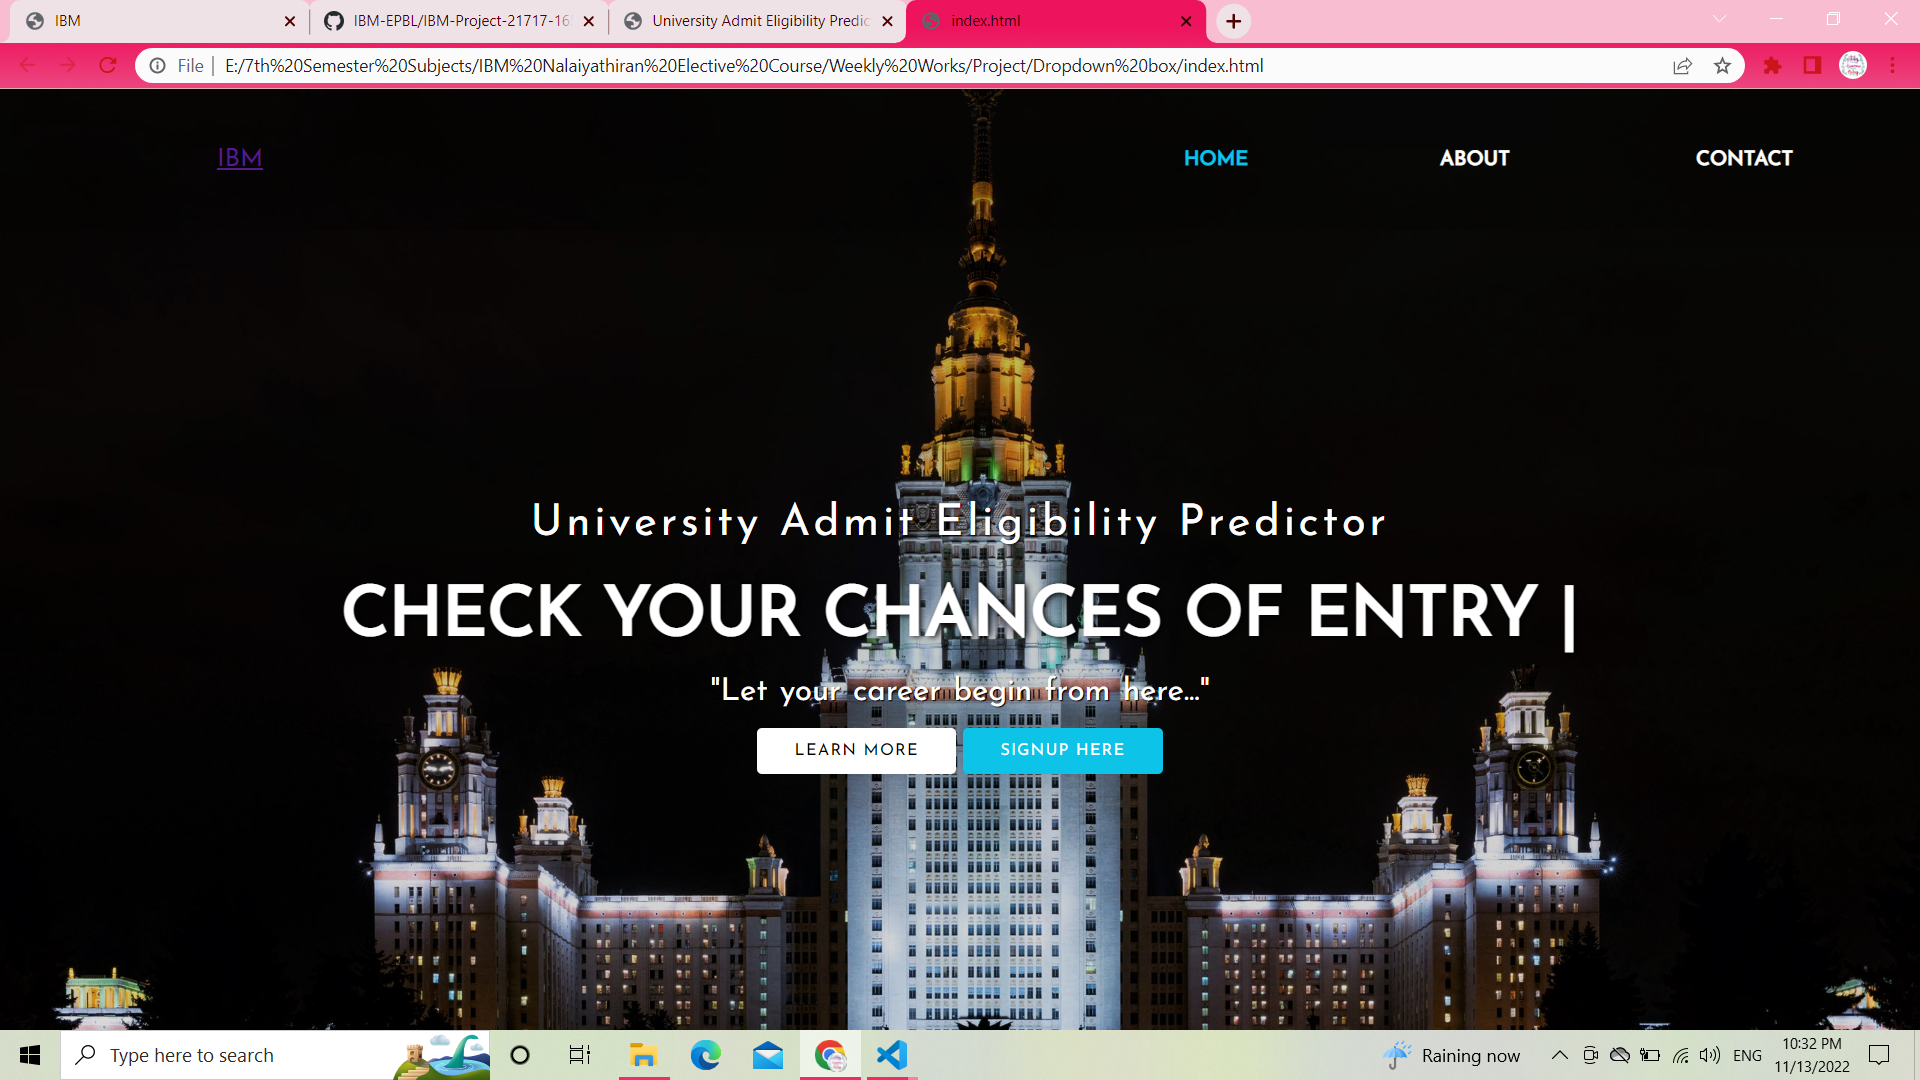 IBM
IBM-EPBL/IBM-Project-21717-16
University Admit Eligibility Predic
index.html
File
E:/7th%20Semester%20Subjects/IBM%20Nalaiyathiran%20Elective%20Course/Weekly%20Works/Project/Dropdown%20box/index.html
IBM
HOME
ABOUT
CONTACT
University Admit Eligibility Predictor
CHECK YOUR CHANCES OF ENTRY |
"Let your career begin from here..."
LEARN MORE
SIGNUP HERE
Type here to search
Raining now
ENG
10:32 PM
11/13/2022